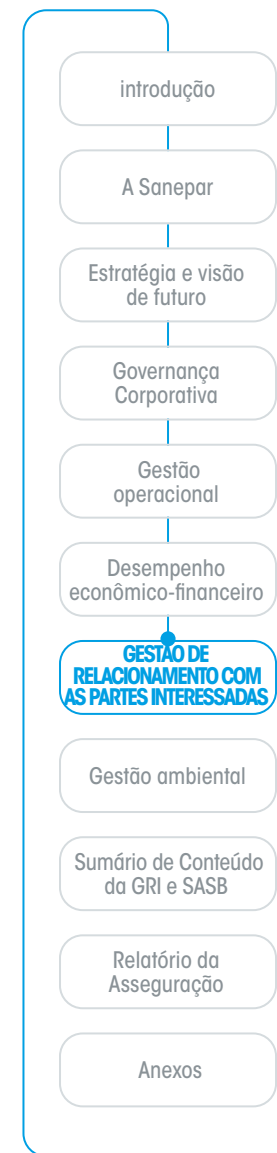 introdução
A Sanepar
Estratégia e visão
de futuro
Governança
Corporativa
Gestão
operacional
Desempenho
econômico-financeiro
GESTÃO DE
RELACIONAMENTO COM
AS PARTES INTERESSADAS
Gestão ambiental
Sumário de Conteúdo
da GRI e SASB
Relatório da
Asseguração
Anexos